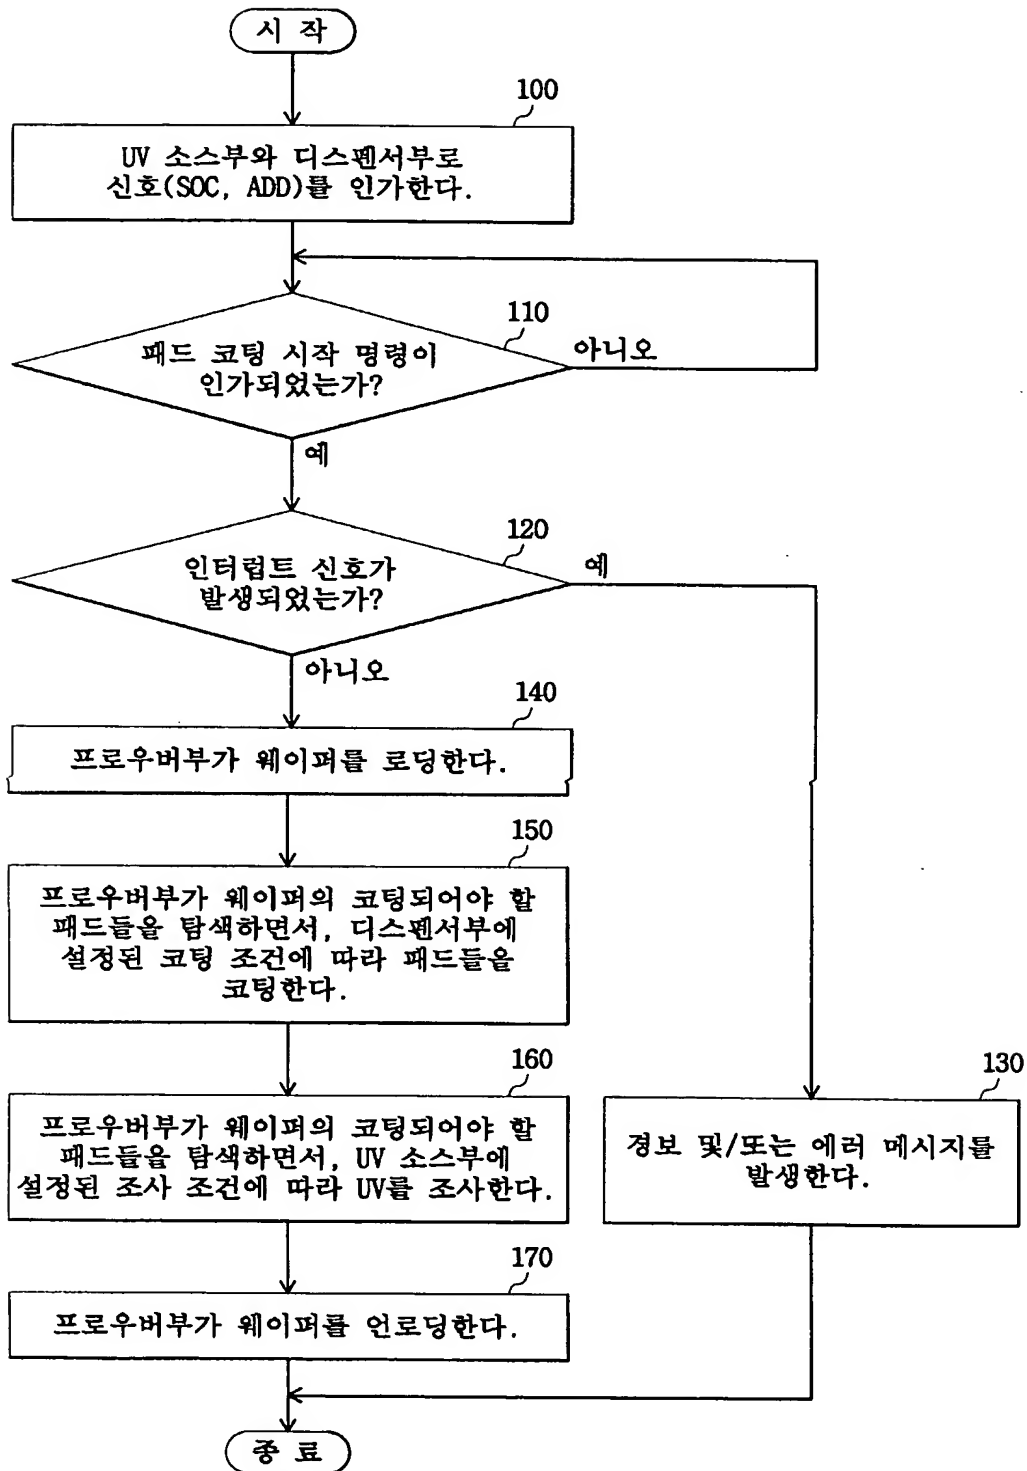 시 작
100
UV 소스부와 디스펜서부로
신호(SOC, ADD)를 인가한다.
110
패드 코팅 시작 명령이
인가되었는가?
아니오
예
120
인터럽트 신호가
발생되었는가?
예
아니오
140
프로우버부가 웨이퍼를 로딩한다.
150
프로우버부가 웨이퍼의 코팅되어야 할
패드들을 탐색하면서, 디스펜서부에
설정된 코팅 조건에 따라 패드들을
코팅한다.
160
프로우버부가 웨이퍼의 코팅되어야 할
패드들을 탐색하면서, UV 소스부에
설정된 조사 조건에 따라 UV를 조사한다.
130
경보 및/또는 에러 메시지를
발생한다.
170
프로우버부가 웨이퍼를 언로딩한다.
종 료